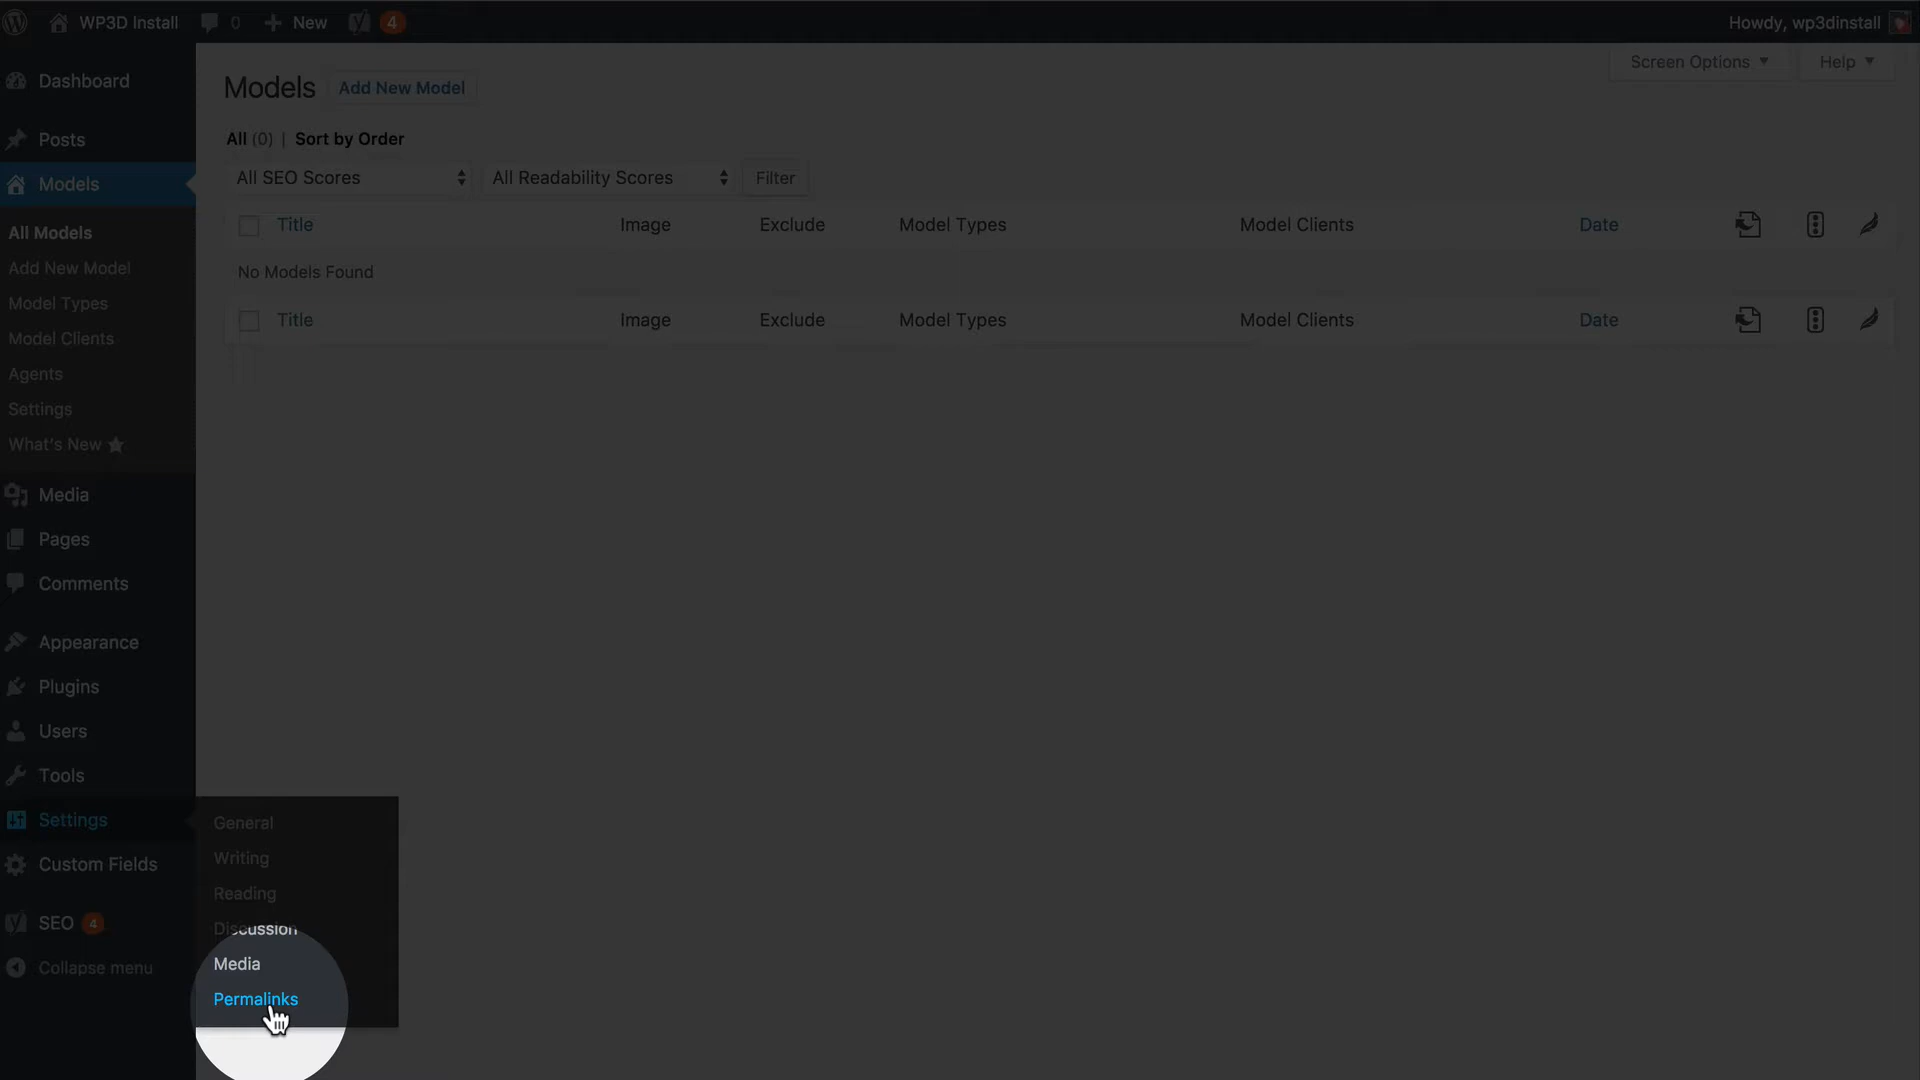 WP3D Install 0 New 4 Howdy, wp3dinstall
Screen Options Help
Dashboard
Posts
Models
All Models
Add New Model
Model Types
Model Clients
Agents
Settings
What's New
Media
Pages
Comments
Appearance
Plugins
Users
Tools
Settings
Custom Fields
SEO 4
Collapse menu
General
Writing
Reading
Discussion
Media
Permalinks
Models Add New Model
All (0) | Sort by Order
All SEO Scores All Readability Scores Filter
Title Image Exclude Model Types Model Clients Date
No Models Found
Title Image Exclude Model Types Model Clients Date